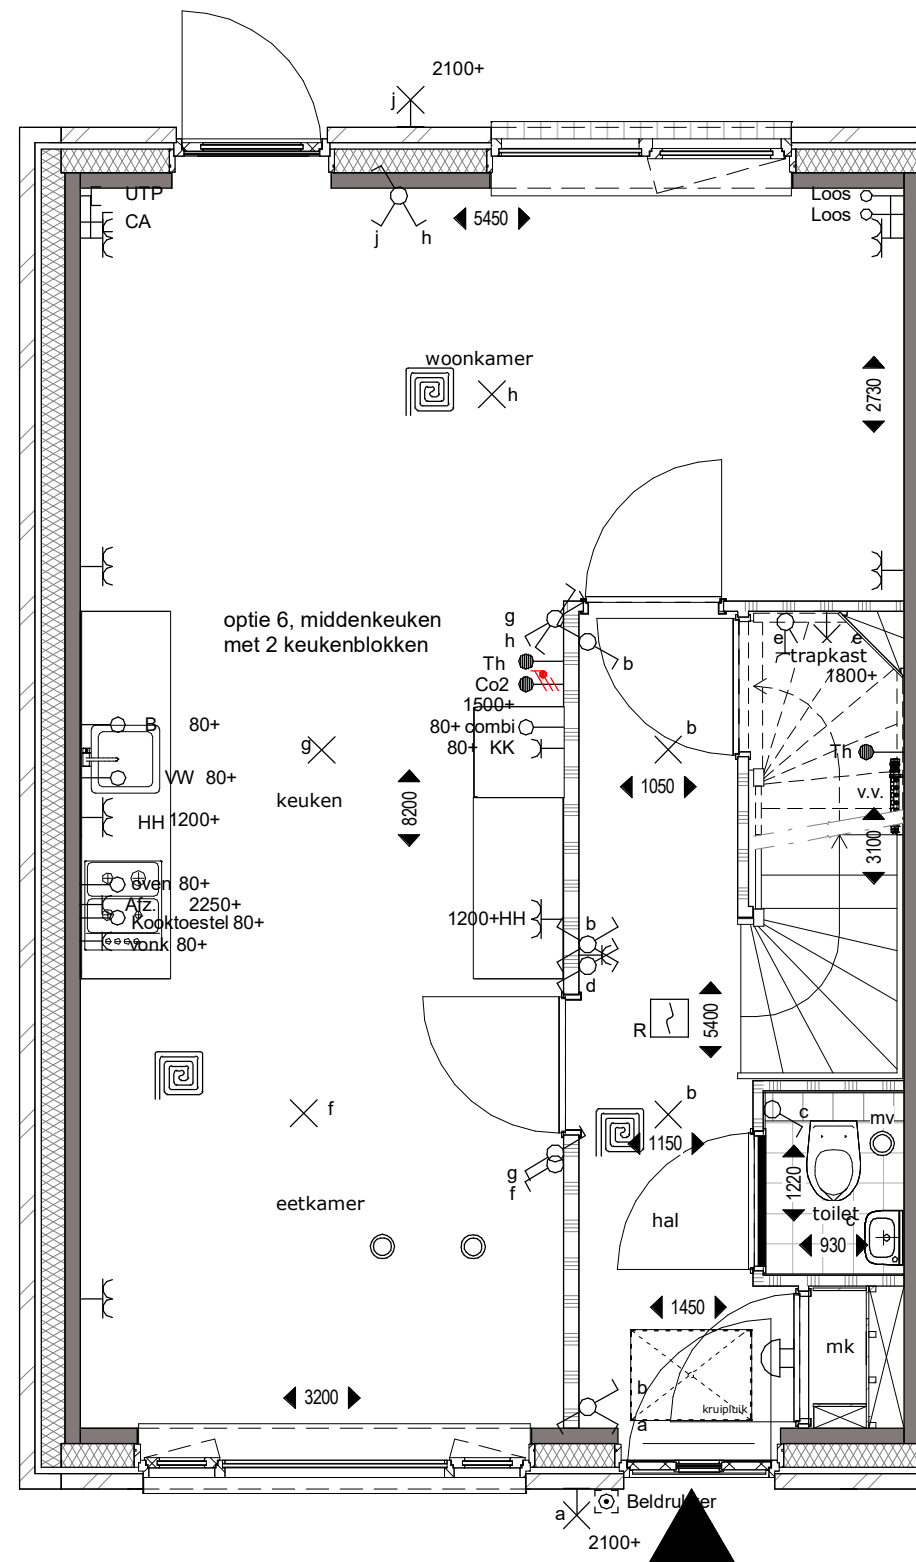 2100+
j
UTP
CA
j
h
5450
Loos
Loos
woonkamer
h
2730
optie 6, middenkeuken
met 2 keukenblokken
g
h
b
Th
Co2
1500+
e
e
trapkast
1800+
B
80+
g
80+ combi
80+ KK
b
Th
VW 80+
keuken
8200
1050
v.v.
HH 1200+
3100
oven 80+
Afz. 2250+
Kooktoestel 80+
vonk 80+
1200+ HH
b
d
R
5400
f
b
c
mv
1150
g
f
1220
eetkamer
hal
toilet
c
930
1450
mk
3200
b
a
kruipluik
a
Beldrukker
2100+